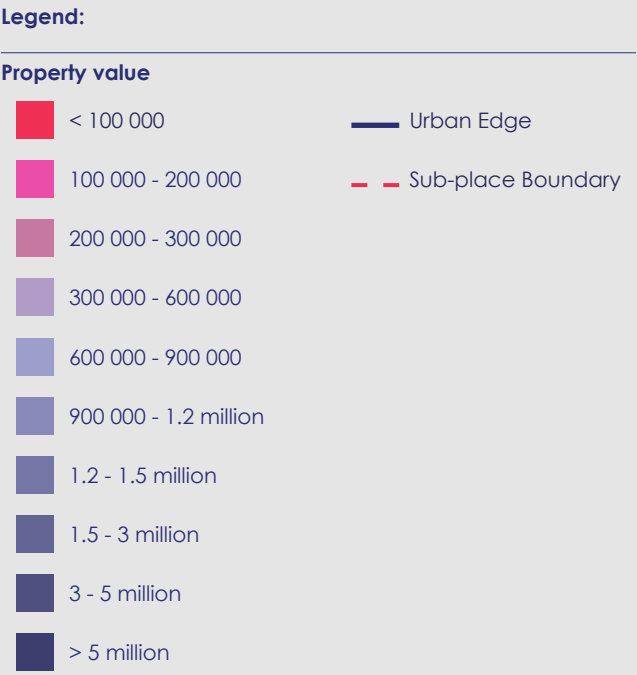 Legend:
Property value
< 100 000
Urban Edge
100 000 - 200 000
Sub-place Boundary
200 000 - 300 000
300 000 - 600 000
600 000 - 900 000
900 000 - 1.2 million
1.2 - 1.5 million
1.5 - 3 million
3 - 5 million
> 5 million